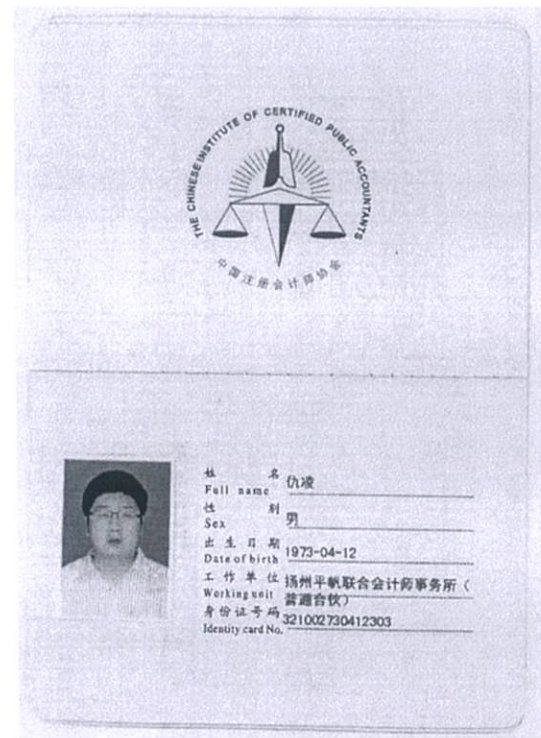 THE CHINESE INSTITUTE OF CERTIFIED PUBLIC ACCOUNTANTS
中国注册会计师协会
姓 名 仇凌
Full name
性 别 男
Sex
出生日期 1973-04-12
Date of birth
工作单位 扬州平帆联合会计师事务所（
Working unit 普通合伙）
身份证号码 321002730412303
Identity card No.